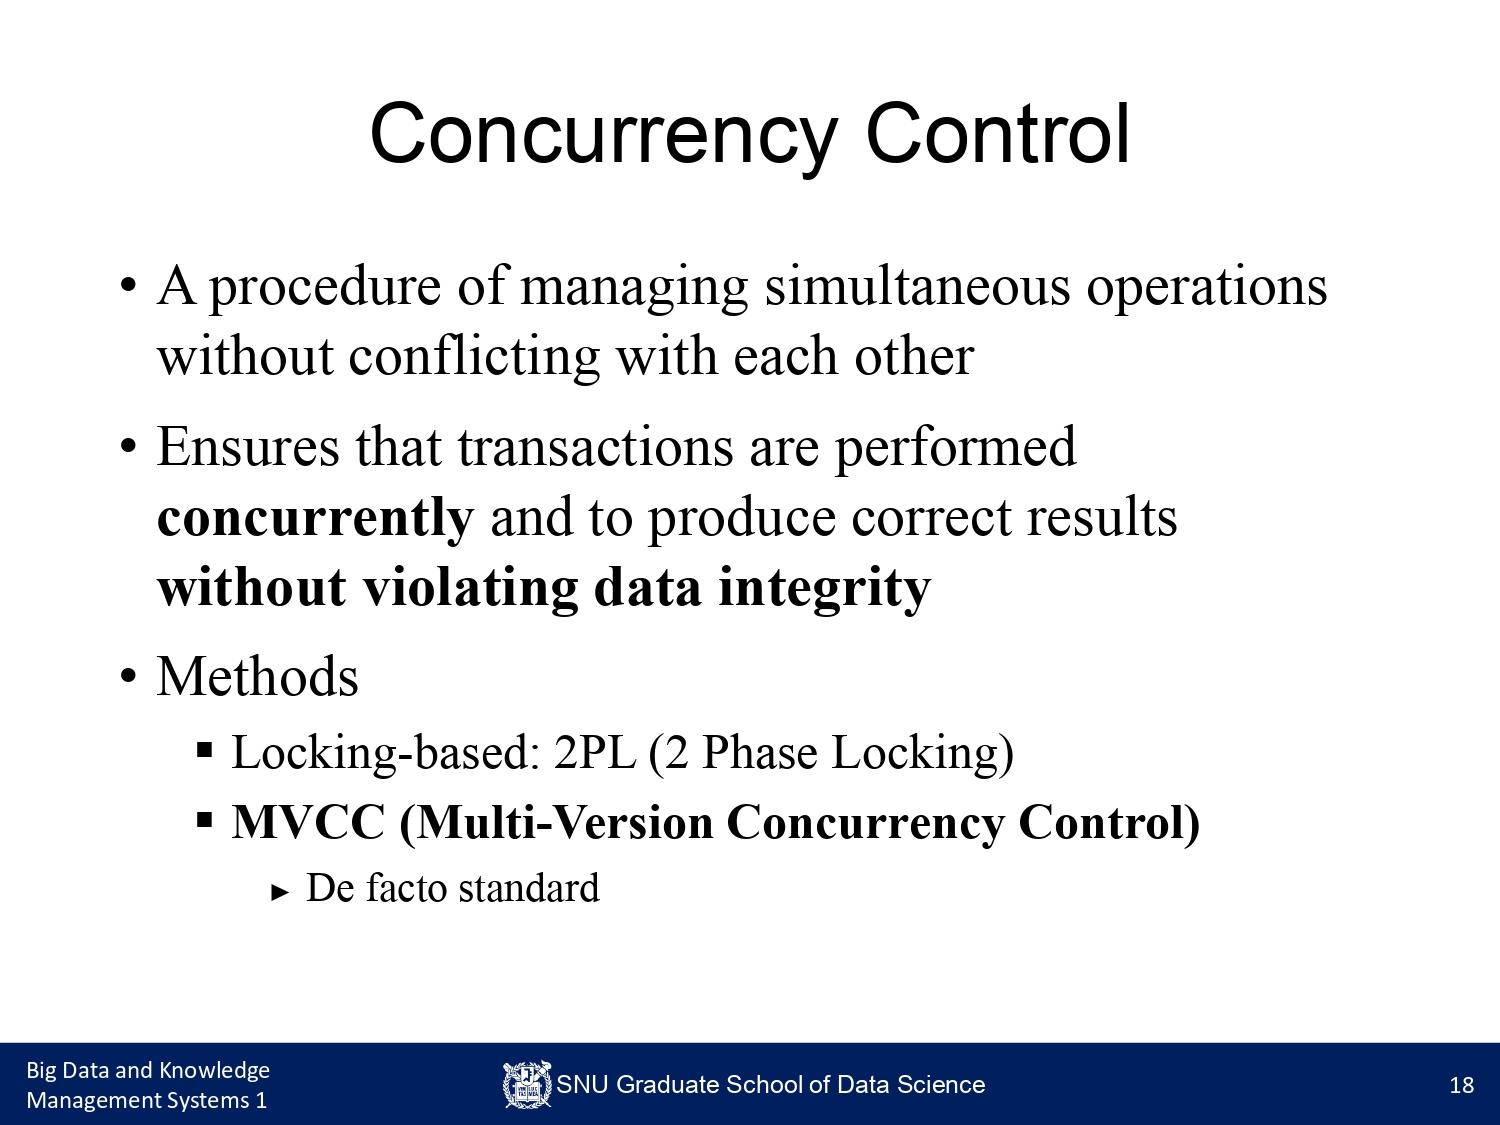 Concurrency Control
• A procedure of managing simultaneous operations
without conflicting with each other
• Ensures that transactions are performed
concurrently and to produce correct results
without violating data integrity
• Methods
▪ Locking-based: 2PL (2 Phase Locking)
▪ MVCC (Multi-Version Concurrency Control)
► De facto standard
Big Data and Knowledge
Management Systems 1
SNU Graduate School of Data Science
18